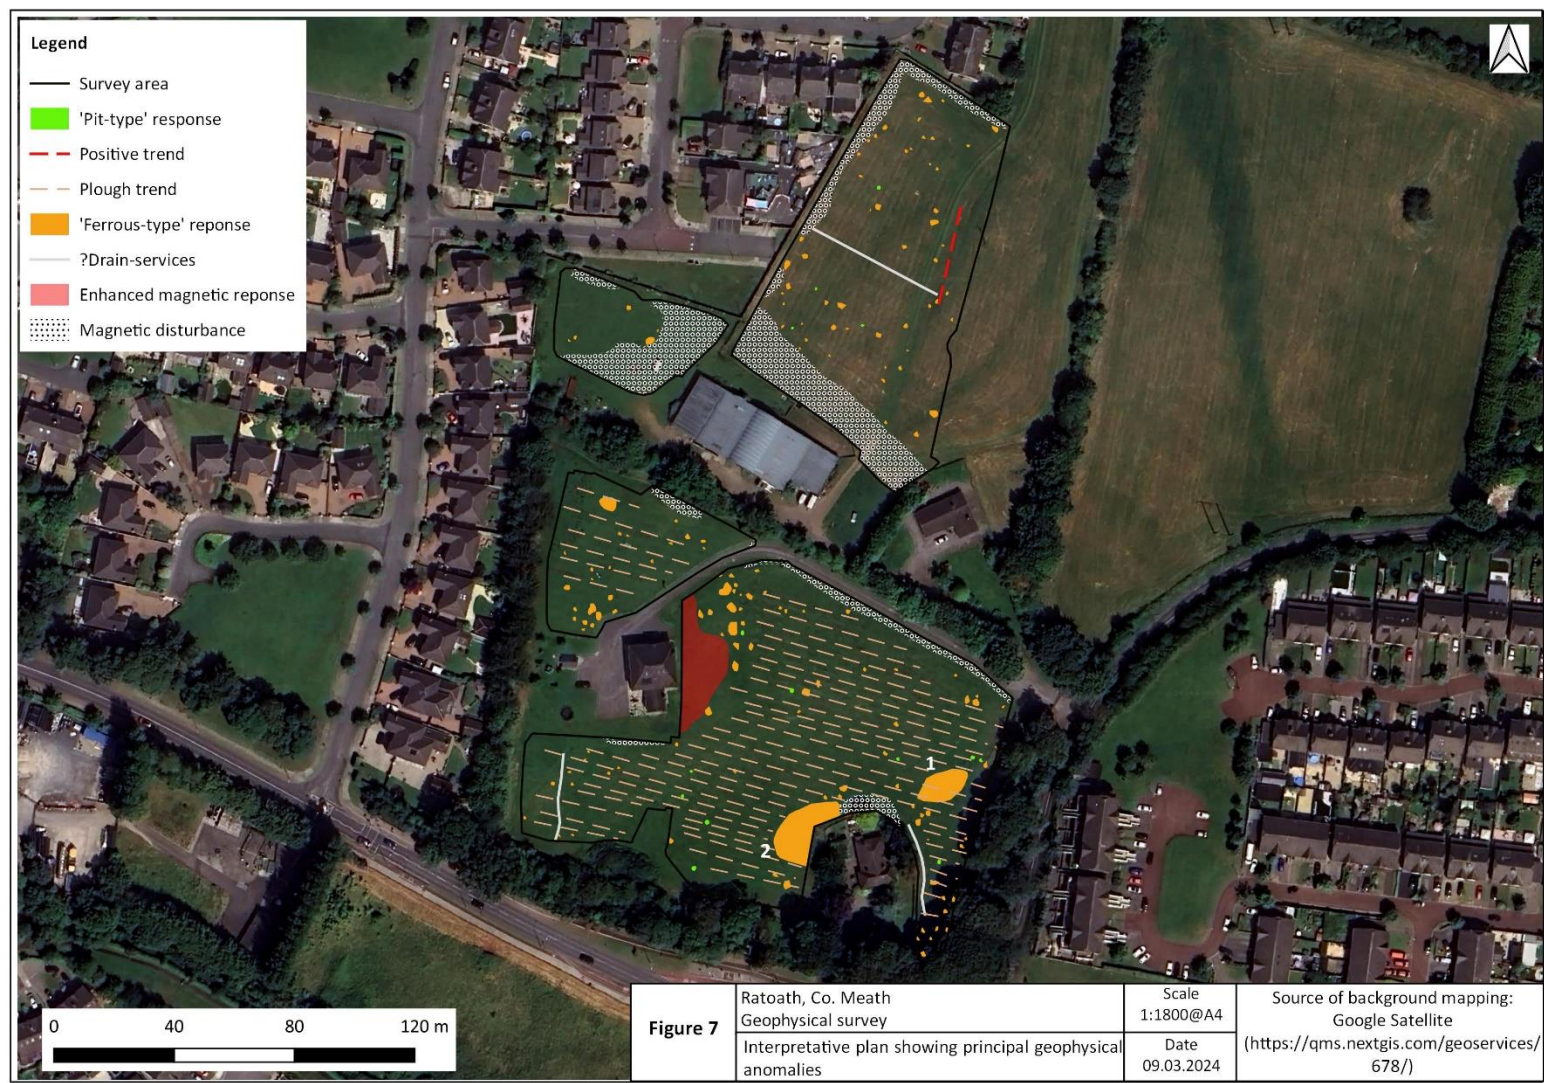 Legend
Survey area
'Pit-type' response
Positive trend
Plough trend
'Ferrous-type' reponse
?Drain-services
Enhanced magnetic reponse
Magnetic disturbance
1
2
0 40 80 120 m
Figure 7
Ratoath, Co. Meath
Geophysical survey
Interpretative plan showing principal geophysical
anomalies
Scale
1:1800@A4
Date
09.03.2024
Source of background mapping:
Google Satellite
(https://qms.nextgis.com/geoservices/
678/)